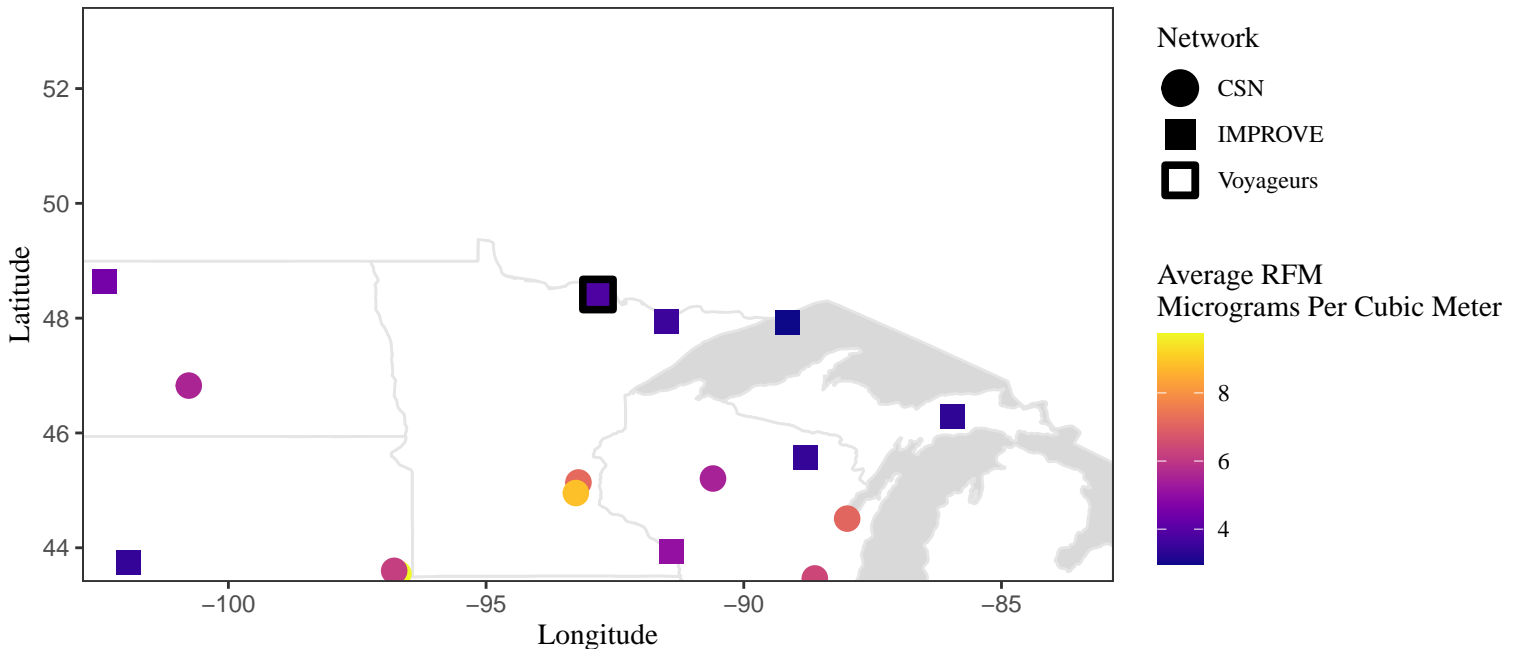 52
50
48
46
44
Latitude
−100
−95
−90
−85
Longitude
Network
CSN
IMPROVE
Voyageurs
Average RFM
Micrograms Per Cubic Meter
8
6
4